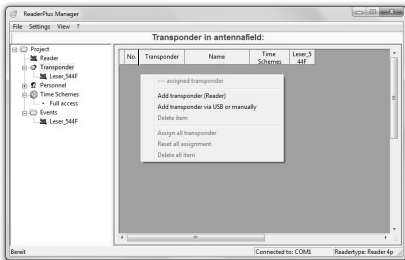 ReaderPlus Manager
File Settings View ?
Transponder in antennafield:
Project
Reader
Transponder
Leser_544F
Personnel
Time Schemes
Full access
Events
Leser_544F
No. Transponder Name Time Schemes Leser_544F
--- assigned transponder
Add transponder (Reader)
Add transponder via USB or manually
Delete item
Assign all transponder
Reset all assignment
Delete all item
Bereit Connected to: COM1 Readertype: Reader 4p